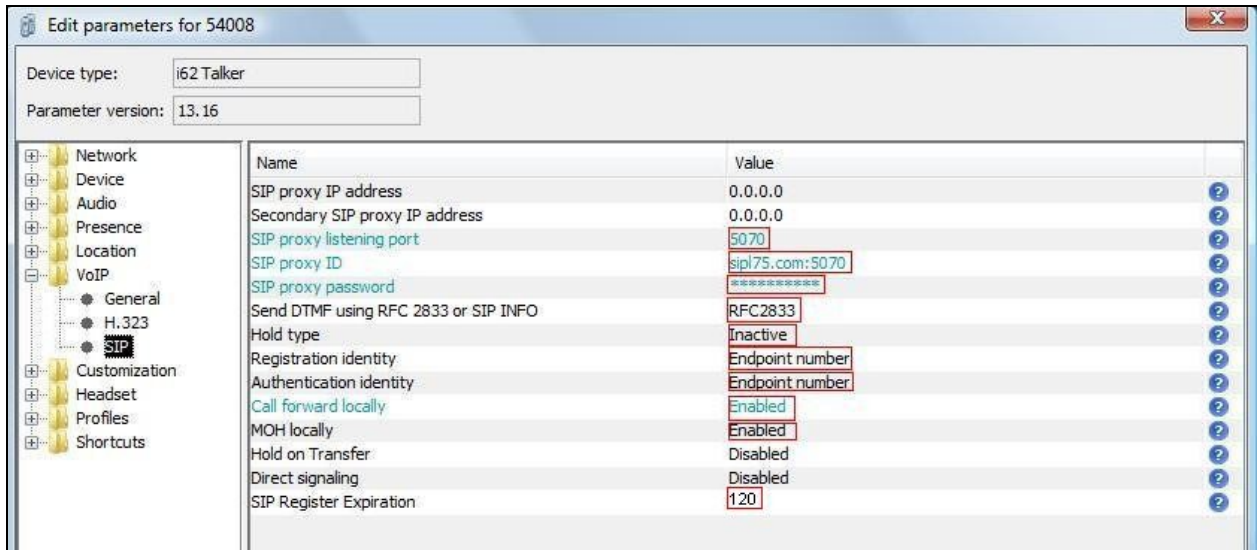 Edit parameters for 54008
Device type: i62 Talker
Parameter version: 13.16
Network
Device
Audio
Presence
Location
VoIP
General
H.323
SIP
Customization
Headset
Profiles
Shortcuts
Name Value
SIP proxy IP address 0.0.0.0
Secondary SIP proxy IP address 0.0.0.0
SIP proxy listening port 5070
SIP proxy ID sipl75.com:5070
SIP proxy password **********
Send DTMF using RFC 2833 or SIP INFO RFC2833
Hold type Inactive
Registration identity Endpoint number
Authentication identity Endpoint number
Call forward locally Enabled
MOH locally Enabled
Hold on Transfer Disabled
Direct signaling Disabled
SIP Register Expiration 120